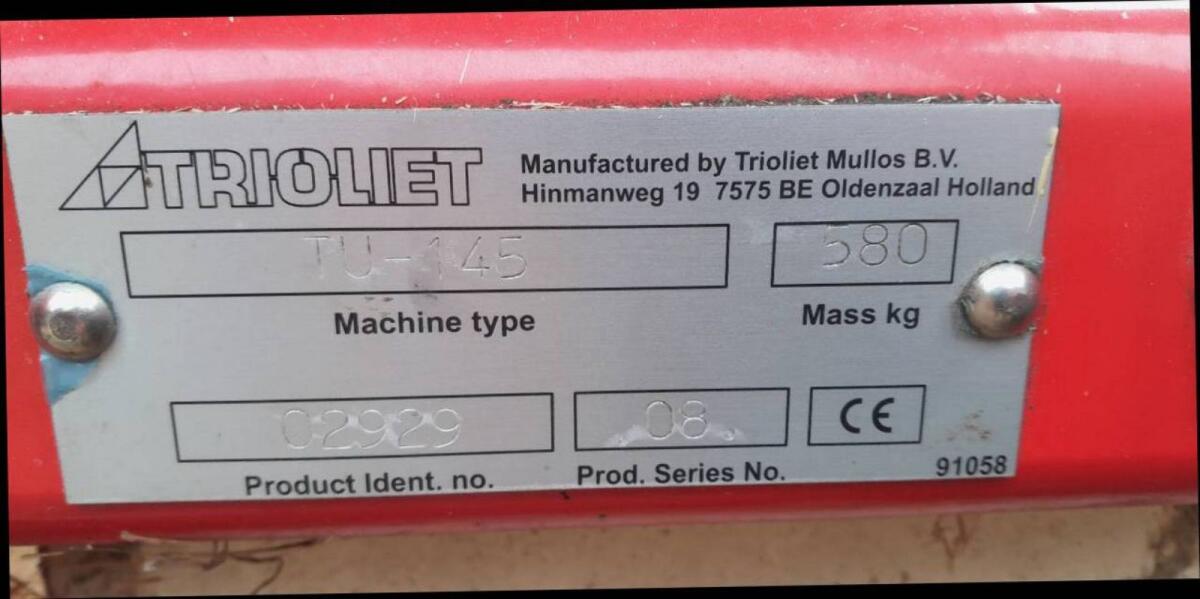 TRIOLIET
Manufactured by Trioliet Mullos B.V.
Hinmanweg 19 7575 BE Oldenzaal Holland
TU-145
580
Machine type
Mass kg
02929
08
CE
Product Ident. no.
Prod. Series No.
91058